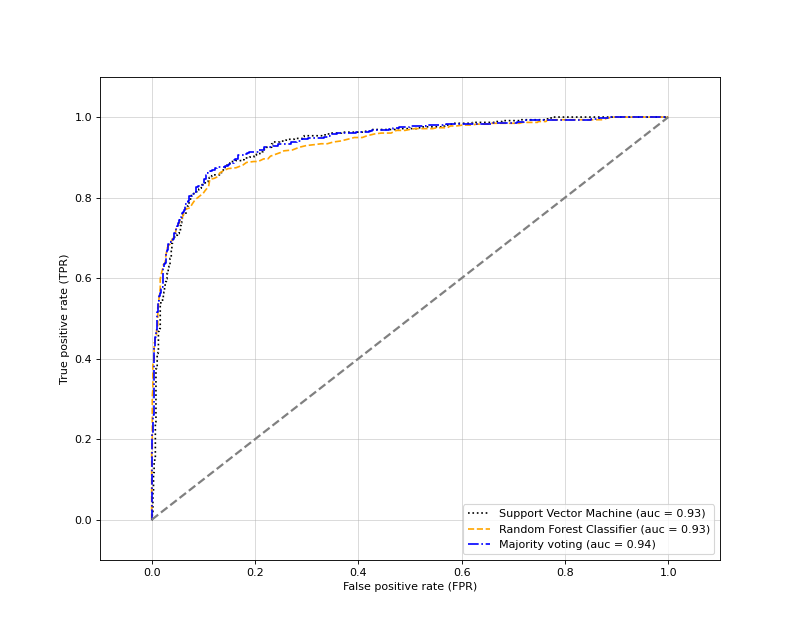 1.0
0.8
0.6
0.4
0.2
0.0
True positive rate (TPR)
Support Vector Machine (auc = 0.93)
Random Forest Classifier (auc = 0.93)
Majority voting (auc = 0.94)
0.0 0.2 0.4 0.6 0.8 1.0
False positive rate (FPR)